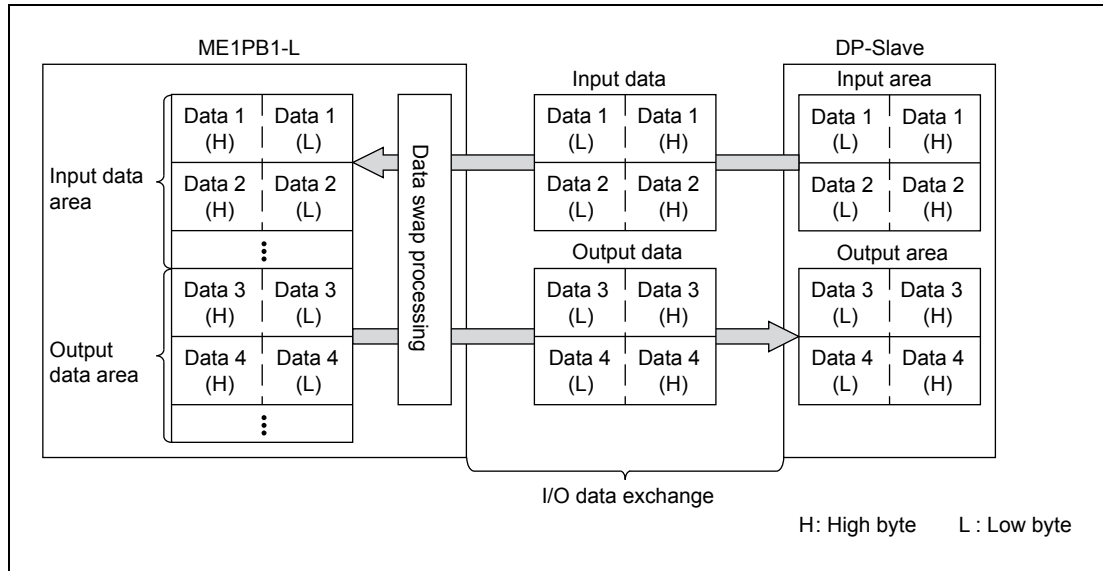 ME1PB1-L
DP-Slave
Input data
Input area
Data 1 Data 1 Data 1 Data 1 Data 1 Data 1
(H) (L) (L) (H) (L) (H)
Input data
area
Data 2 Data 2 Data 2 Data 2 Data 2 Data 2
(H) (L) (L) (H) (L) (H)
Data swap processing
Output data
Output area
Data 3 Data 3 Data 3 Data 3 Data 3 Data 3
(H) (L) (L) (H) (L) (H)
Output
data area
Data 4 Data 4 Data 4 Data 4 Data 4 Data 4
(H) (L) (L) (H) (L) (H)
I/O data exchange
H: High byte L : Low byte